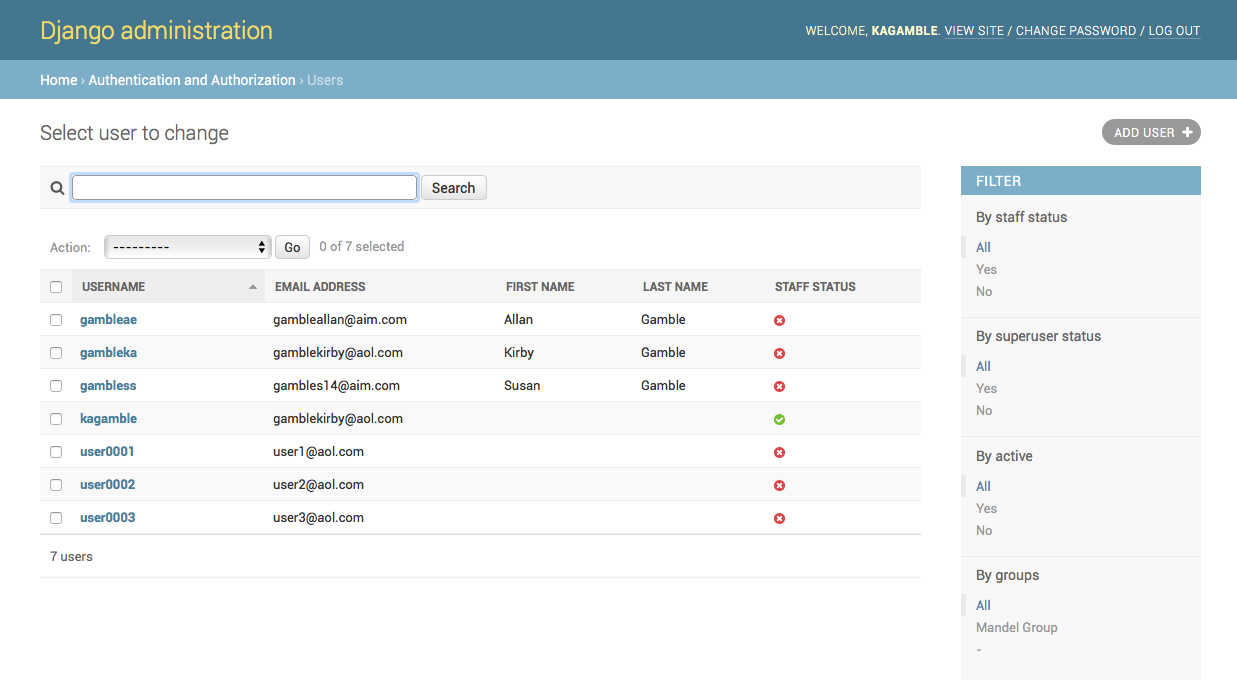 Django administration
WELCOME, KAGAMBLE. VIEW SITE / CHANGE PASSWORD / LOG OUT
Home › Authentication and Authorization › Users
Select user to change
ADD USER +
Search
Action: --------- Go 0 of 7 selected
USERNAME EMAIL ADDRESS FIRST NAME LAST NAME STAFF STATUS
gambleae gambleallan@aim.com Allan Gamble
gambleka gamblekirby@aol.com Kirby Gamble
gambless gambles14@aim.com Susan Gamble
kagamble gamblekirby@aol.com
user0001 user1@aol.com
user0002 user2@aol.com
user0003 user3@aol.com
7 users
FILTER
By staff status
All
Yes
No
By superuser status
All
Yes
No
By active
All
Yes
No
By groups
All
Mandel Group
-